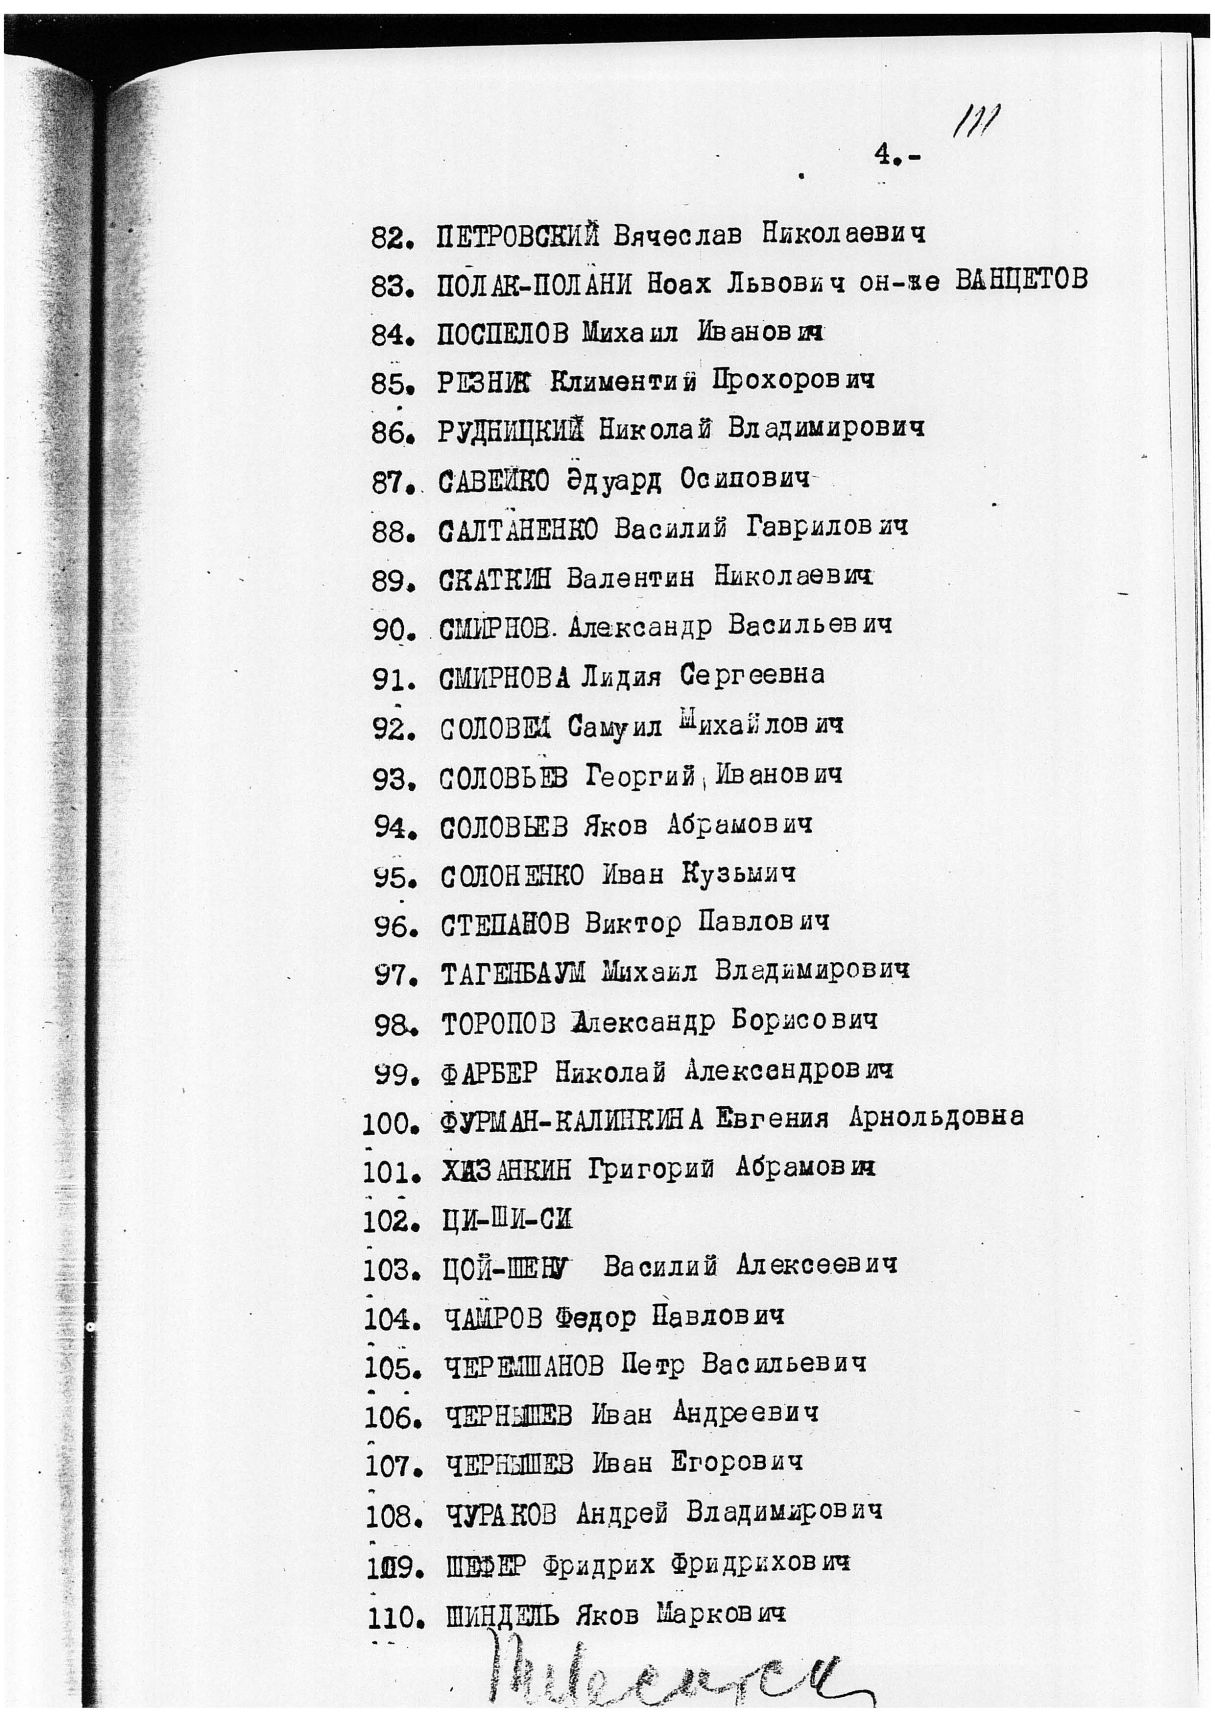 111
4.-
82. ПЕТРОВСКИЙ Вячеслав Николаевич
83. ПОЛАК-ПОЛАНИ Ноах Львович он-же ВАНЦЕТОВ
84. ПОСПЕЛОВ Михаил Иванович
85. РЕЗНИК Климентий Прохорович
86. РУДНИЦКИЙ Николай Владимирович
87. САВЕЙКО Эдуард Осипович
88. САЛТАНЕНКО Василий Гаврилович
89. СКАТКИН Валентин Николаевич
90. СМИРНОВ Александр Васильевич
91. СМИРНОВА Лидия Сергеевна
92. СОЛОВЕЙ Самуил Михайлович
93. СОЛОВЬЕВ Георгий Иванович
94. СОЛОВЬЕВ Яков Абрамович
95. СОЛОНЕНКО Иван Кузьмич
96. СТЕПАНОВ Виктор Павлович
97. ТАГЕНБАУМ Михаил Владимирович
98. ТОРОПОВ Александр Борисович
99. ФАРБЕР Николай Александрович
100. ФУРМАН-КАЛИНКИНА Евгения Арнольдовна
101. ХАЗАНКИН Григорий Абрамович
102. ЦИ-ШИ-СИ
103. ЦОЙ-ШЕНУ Василий Алексеевич
104. ЧАМРОВ Федор Павлович
105. ЧЕРЕМШАНОВ Петр Васильевич
106. ЧЕРНЫШЕВ Иван Андреевич
107. ЧЕРНЫШЕВ Иван Егорович
108. ЧУРАКОВ Андрей Владимирович
109. ШЕФЕР Фридрих Фридрихович
110. ШИНДЕЛЬ Яков Маркович